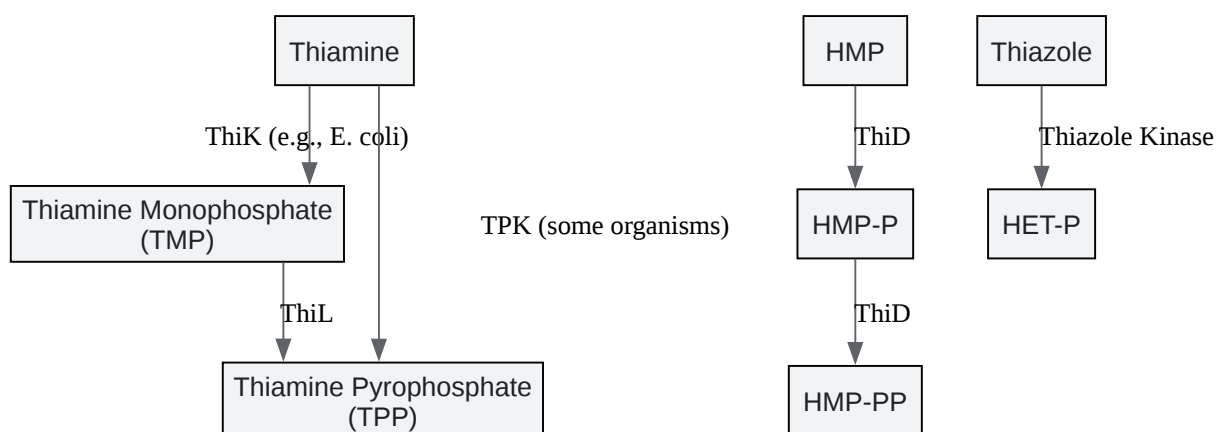 Thiamine
HMP
Thiazole
ThiK (e.g., E. coli)
ThiD
Thiazole Kinase
Thiamine Monophosphate
(TMP)
TPK (some organisms)
HMP-P
HET-P
ThiL
ThiD
Thiamine Pyrophosphate
(TPP)
HMP-PP